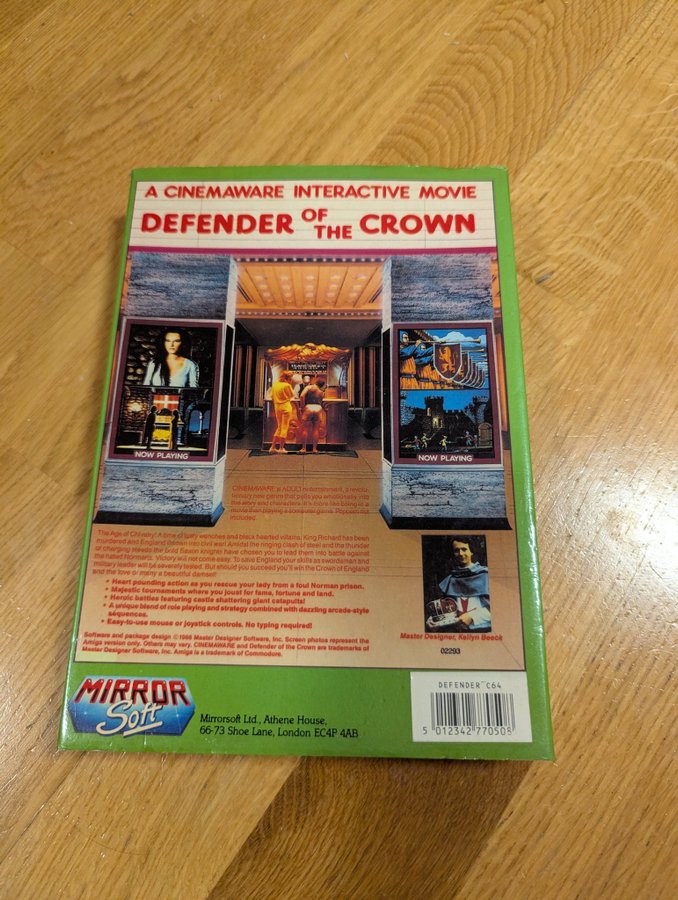 A CINEMAWARE INTERACTIVE MOVIE
DEFENDER OF THE CROWN
NOW PLAYING
NOW PLAYING
CINEMAWARE is ADULT entertainment, a revolu-
tionary new genre that pulls you emotionally into
the story and characters. It's more like being in a
movie than playing a computer game. Popcorn not
included.
The Age of Chivalry! A time of lusty wenches and black hearted villains. King Richard has been
murdered and England thrown into civil war! Amidst the ringing clash of steel and the thunder
of charging steeds the bold Saxon knights have chosen you to lead them into battle against
the hated Normans. Victory will not come easy. To save England your skills as swordsman and
military leader will be severely tested. But should you succeed you'll win the Crown of England
and the love of many a beautiful damsel!
• Heart pounding action as you rescue your lady from a foul Norman prison.
• Majestic tournaments where you joust for fame, fortune and land.
• Heroic battles featuring castle shattering giant catapults!
• A unique blend of role playing and strategy combined with dazzling arcade-style
sequences.
• Easy-to-use mouse or joystick controls. No typing required!
Master Designer, Kellyn Beeck
Software and package design ©1986 Master Designer Software, Inc. Screen photos represent the
Amiga version only. Others may vary. CINEMAWARE and Defender of the Crown are trademarks of
Master Designer Software, Inc. Amiga is a trademark of Commodore.
02293
MIRROR
Soft
Mirrorsoft Ltd., Athene House,
66-73 Shoe Lane, London EC4P 4AB
DEFENDER C64
5 012342 770508